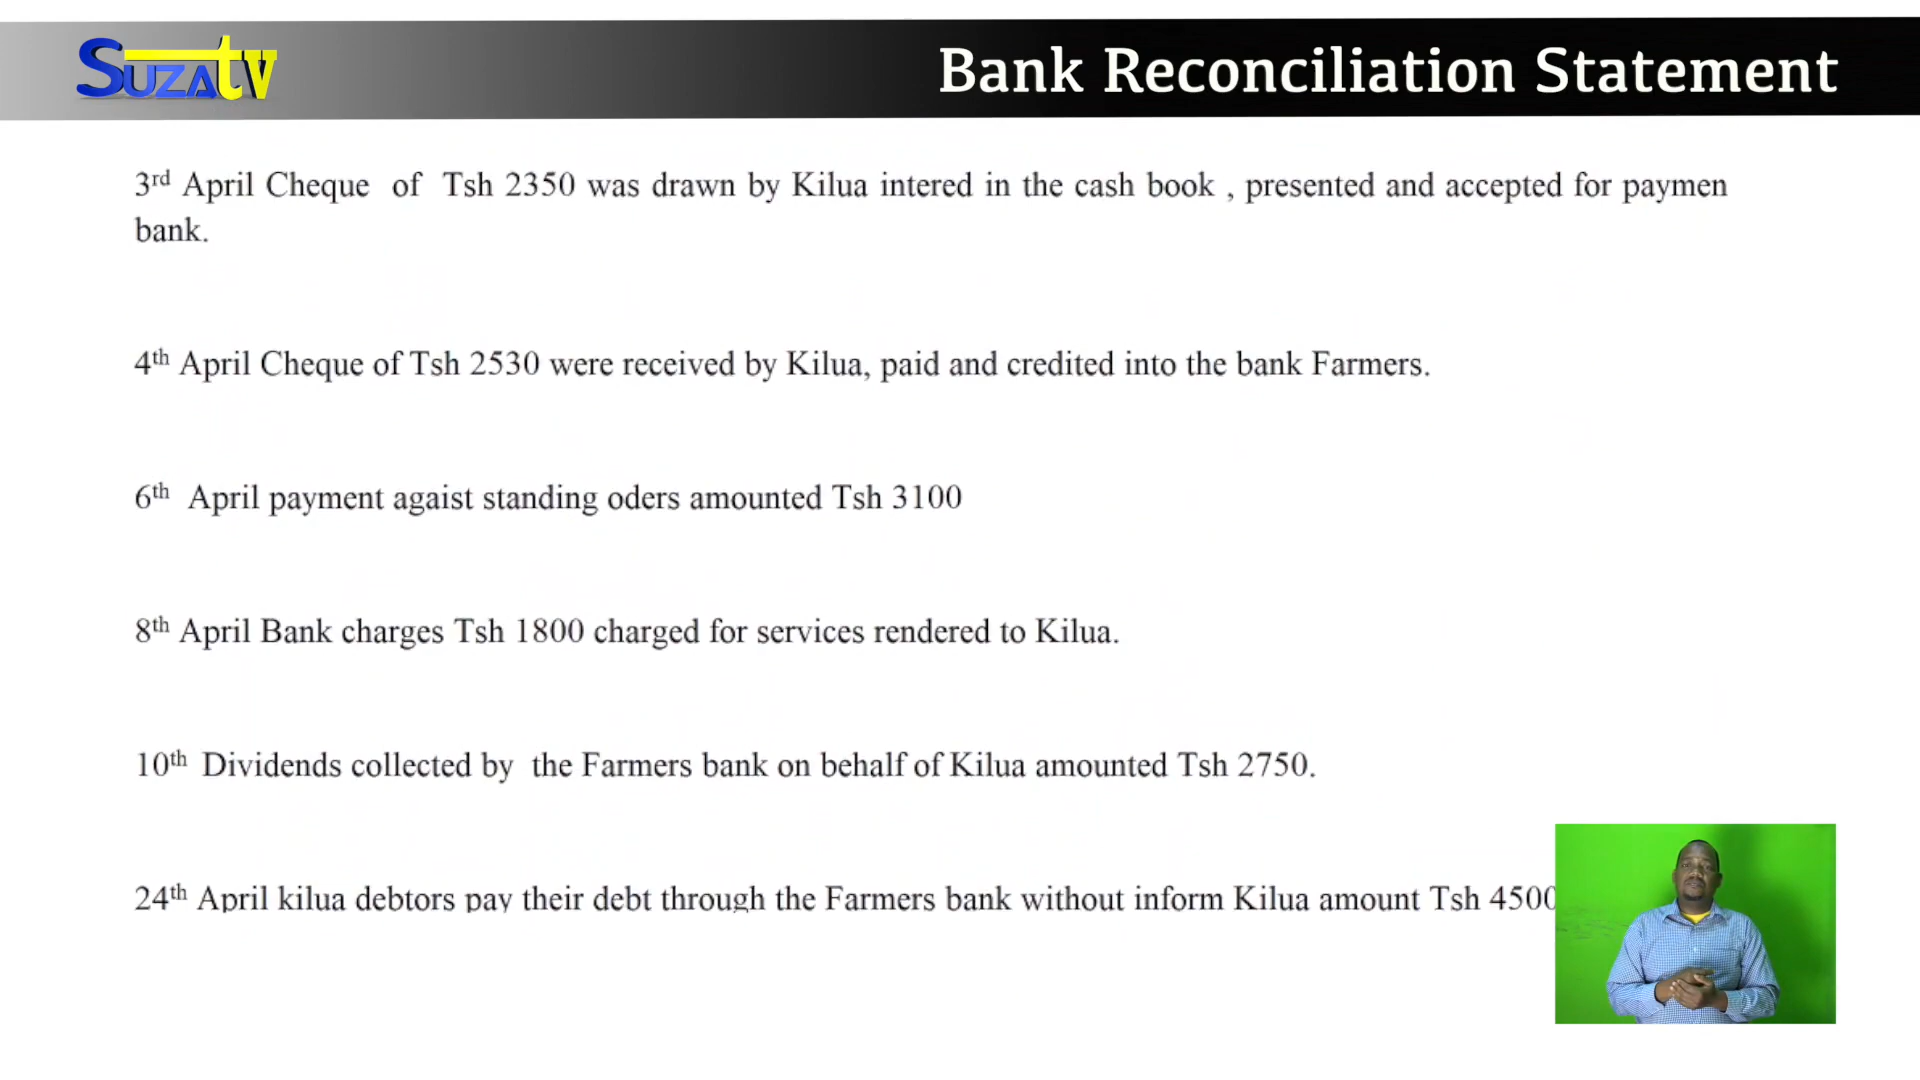 SUZAtv
Bank Reconciliation Statement
3rd April Cheque of Tsh 2350 was drawn by Kilua intered in the cash book , presented and accepted for paymen
bank.
4th April Cheque of Tsh 2530 were received by Kilua, paid and credited into the bank Farmers.
6th April payment agaist standing oders amounted Tsh 3100
8th April Bank charges Tsh 1800 charged for services rendered to Kilua.
10th Dividends collected by the Farmers bank on behalf of Kilua amounted Tsh 2750.
24th April kilua debtors pay their debt through the Farmers bank without inform Kilua amount Tsh 4500